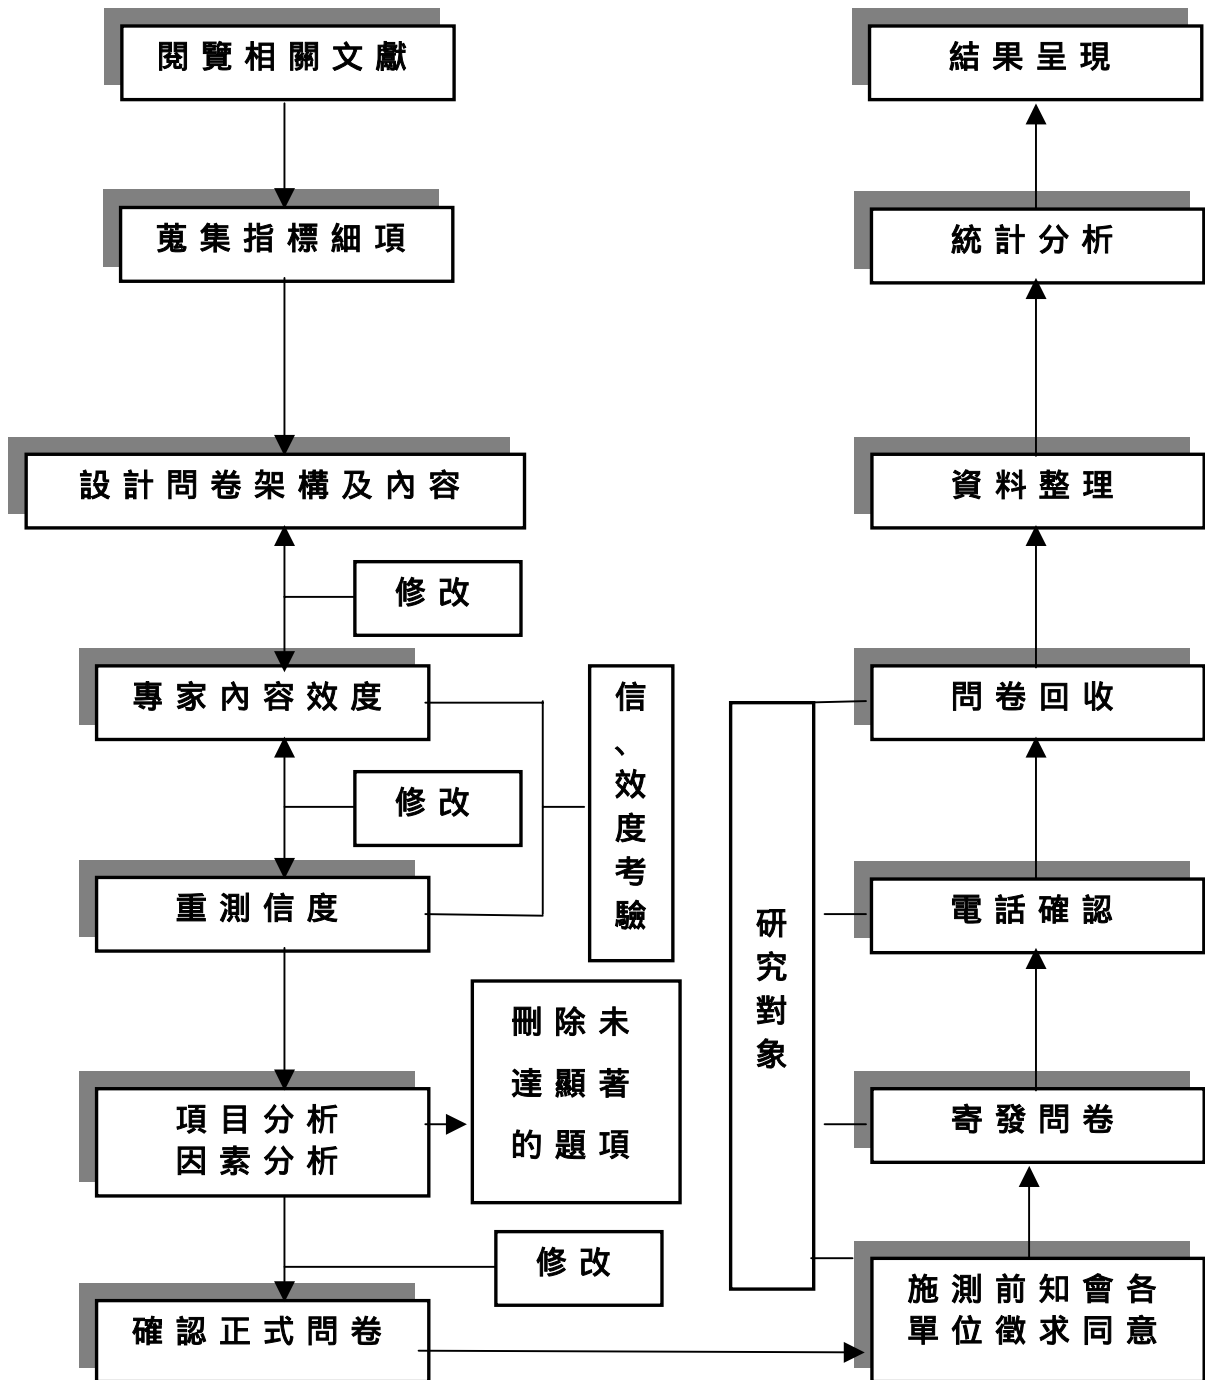 閱覽相關文獻
蒐集指標細項
設計問卷架構及內容
修改
專家內容效度
修改
重測信度
信、效度考驗
項目分析
因素分析
刪除未
達顯著
的題項
修改
確認正式問卷
結果呈現
統計分析
資料整理
問卷回收
電話確認
寄發問卷
施測前知會各
單位徵求同意
研究對象